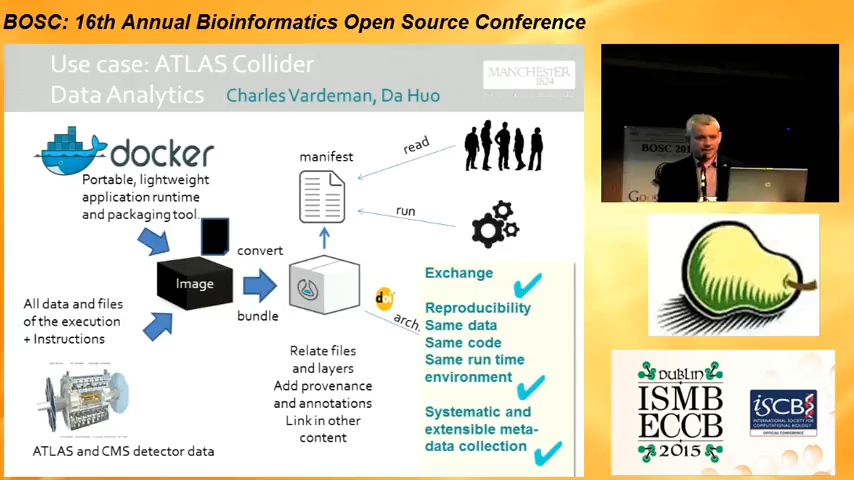 BOSC: 16th Annual Bioinformatics Open Source Conference
Use case: ATLAS Collider
Data Analytics Charles Vardeman, Da Huo
MANCHESTER
1824
docker
Portable, lightweight
application runtime
and packaging tool.
manifest
read
run
Image
convert
bundle
All data and files
of the execution
+ Instructions
doi
arch.
Relate files
and layers
Add provenance
and annotations
Link in other
content
ATLAS and CMS detector data
Exchange
Reproducibility
Same data
Same code
Same run time
environment
Systematic and
extensible meta-
data collection
BOSC 20
DUBLIN
ISMB
ECCB
2015
ISCB
INTERNATIONAL SOCIETY FOR
COMPUTATIONAL BIOLOGY
OFFICIAL CONFERENCE